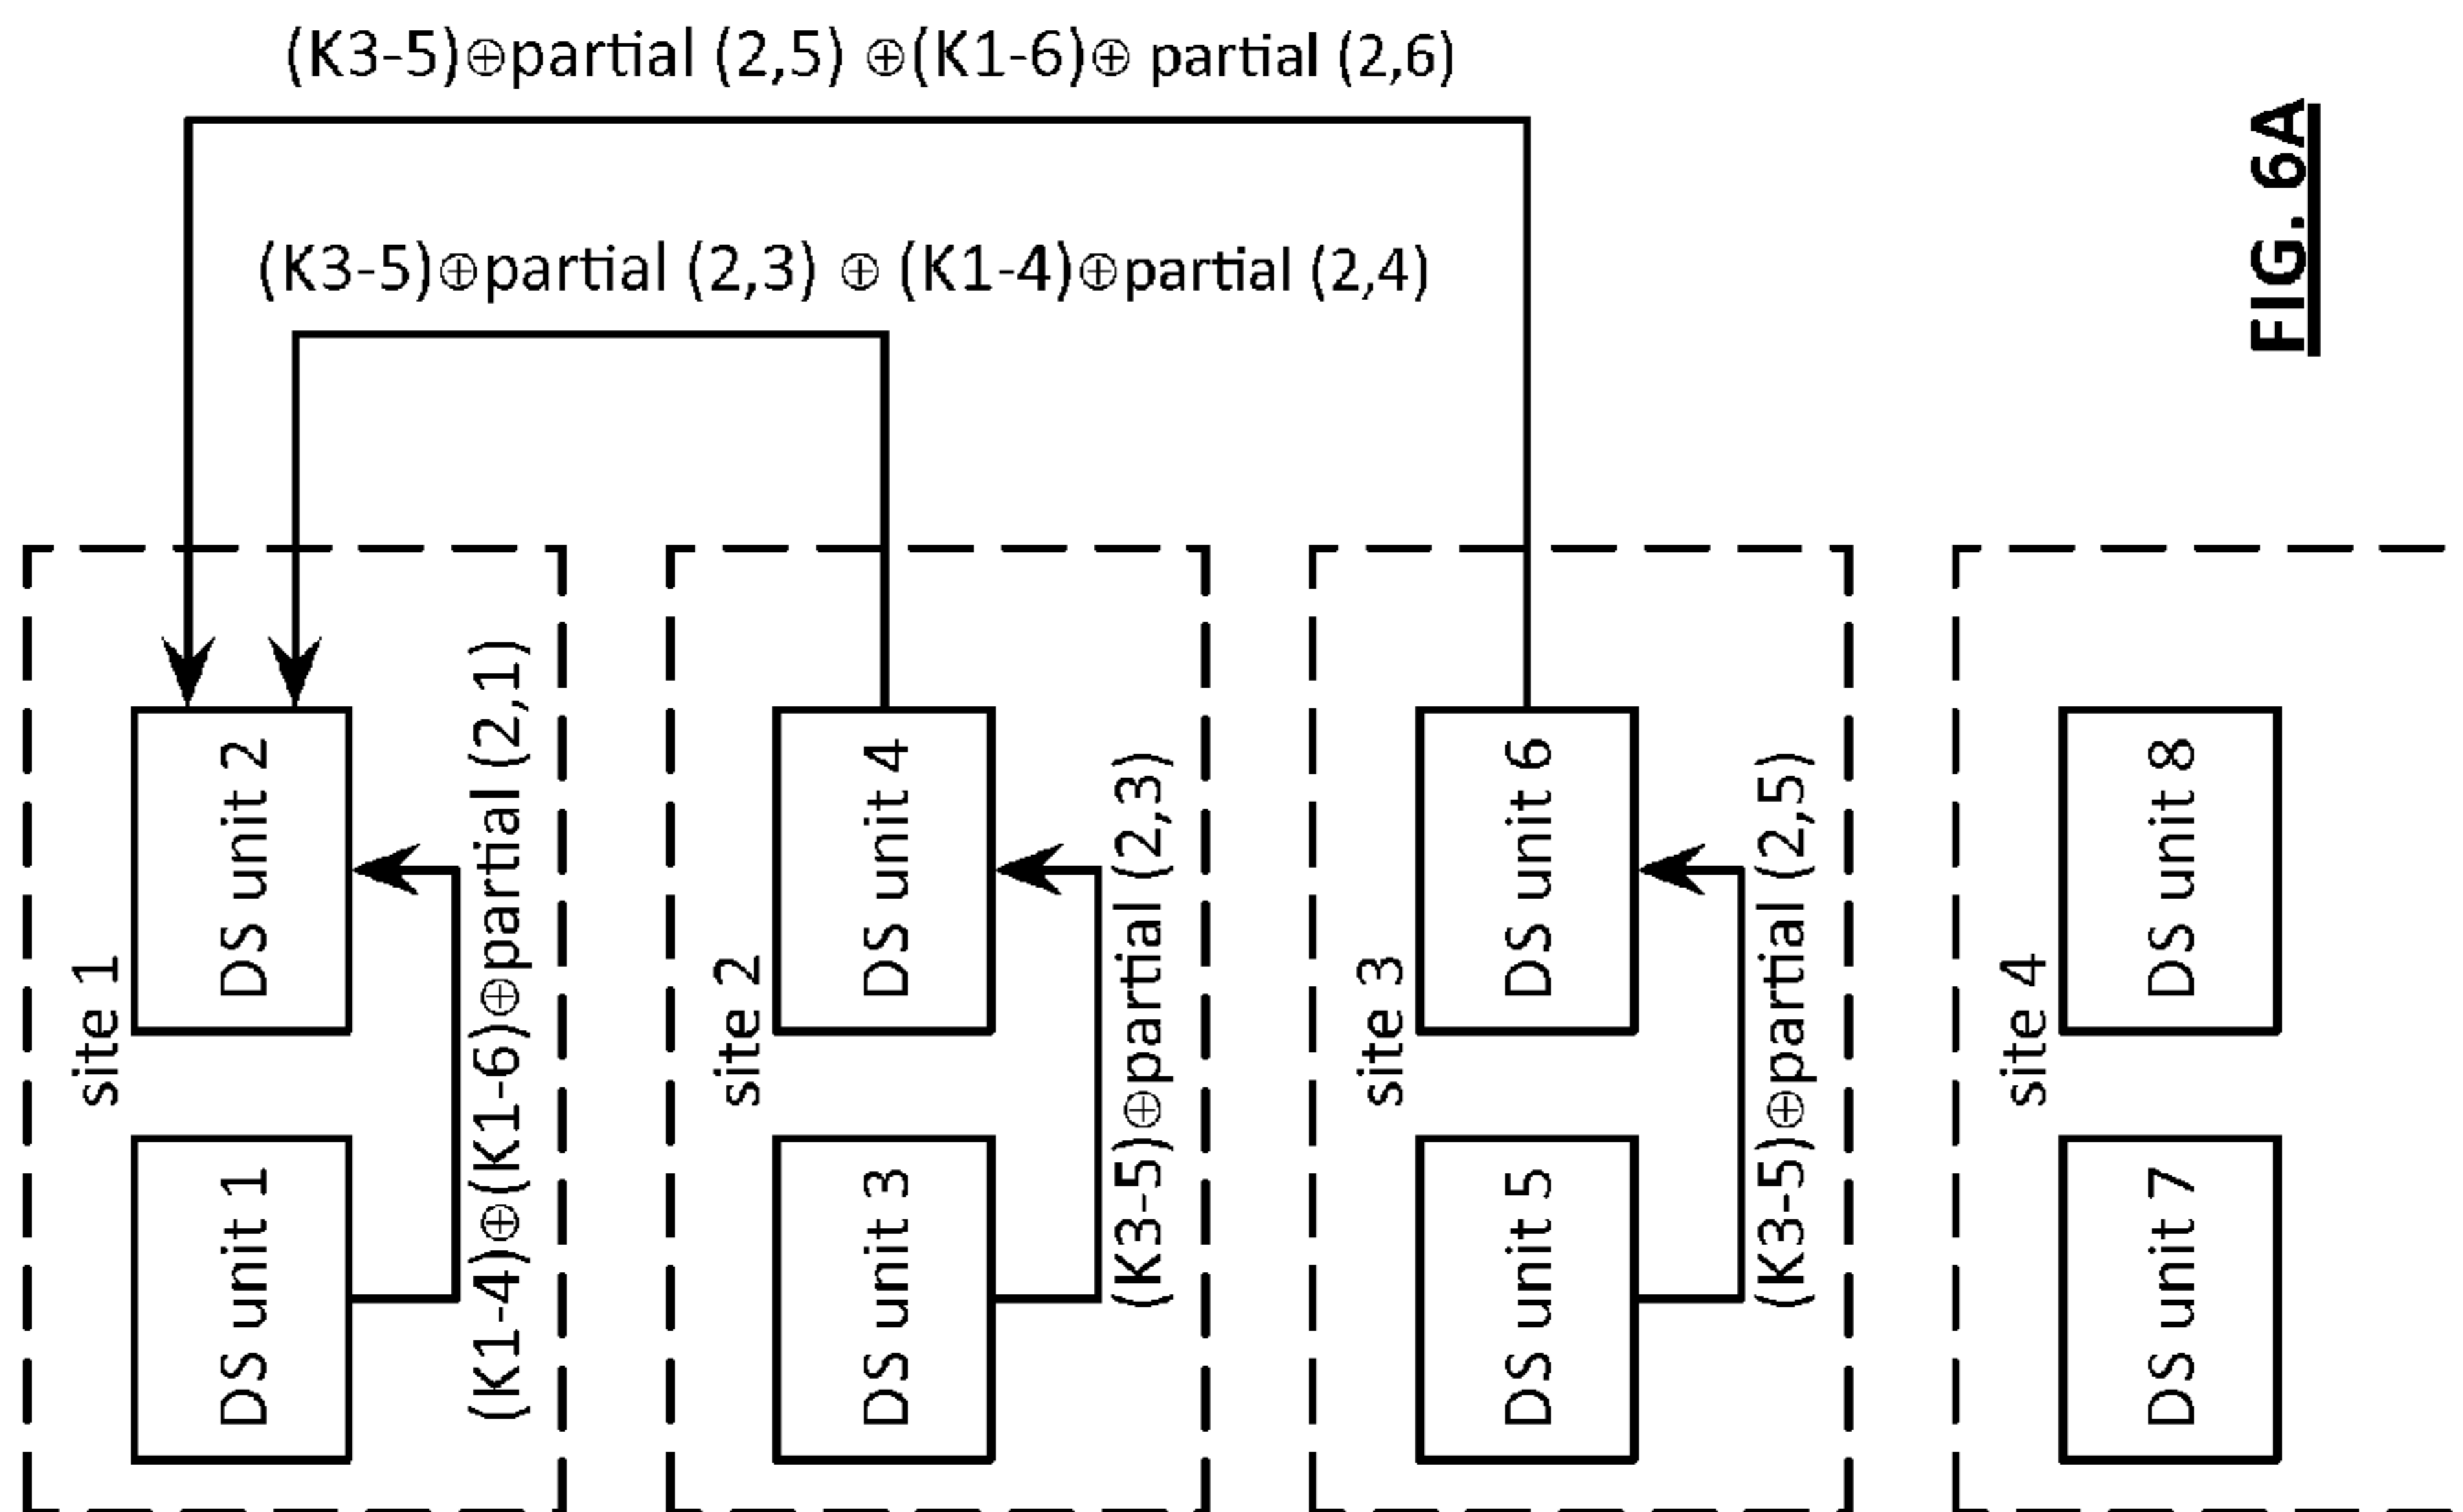 (K3-5)⊕partial (2,5) ⊕(K1-6)⊕ partial (2,6)
(K3-5)⊕partial (2,3) ⊕ (K1-4)⊕partial (2,4)
site 1
DS unit 1
DS unit 2
(K1-4)⊕(K1-6)⊕partial (2,1)
site 2
DS unit 3
DS unit 4
(K3-5)⊕partial (2,3)
site 3
DS unit 5
DS unit 6
(K3-5)⊕partial (2,5)
site 4
DS unit 7
DS unit 8
FIG. 6A